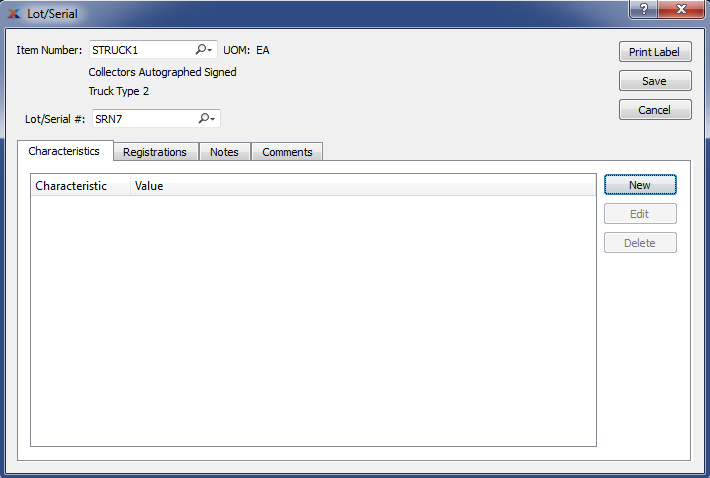 Lot/Serial
?
Item Number: STRUCK1 UOM: EA
Print Label
Collectors Autographed Signed
Save
Truck Type 2
Cancel
Lot/Serial #: SRN7
Characteristics Registrations Notes Comments
Characteristic Value
New
Edit
Delete